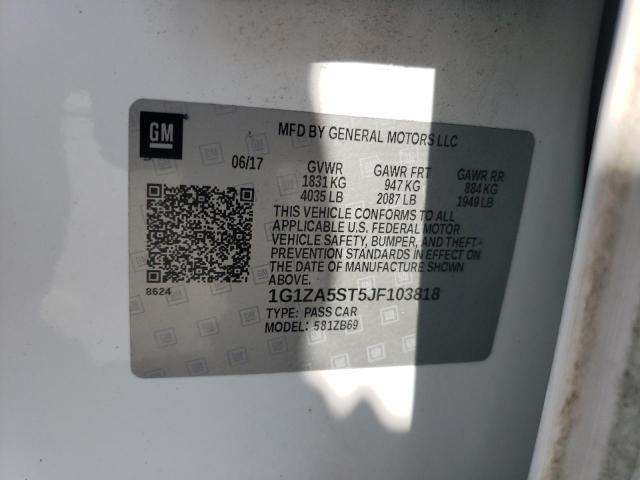 GM
MFD BY GENERAL MOTORS LLC
06/17
GVWR GAWR FRT GAWR RR
1831 KG 947 KG 884 KG
4035 LB 2087 LB 1949 LB
THIS VEHICLE CONFORMS TO ALL
APPLICABLE U.S. FEDERAL MOTOR
VEHICLE SAFETY, BUMPER, AND THEFT
PREVENTION STANDARDS IN EFFECT ON
THE DATE OF MANUFACTURE SHOWN
ABOVE.
8624
1G1ZA5ST5JF103818
TYPE: PASS CAR
MODEL: 581ZB69